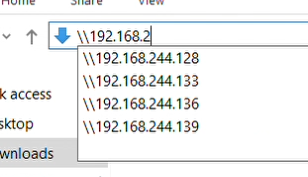 Home Share View
\\192.168.2
\\192.168.244.128
\\192.168.244.133
k access
\\192.168.244.136
sktop
\\192.168.244.139
wnloads